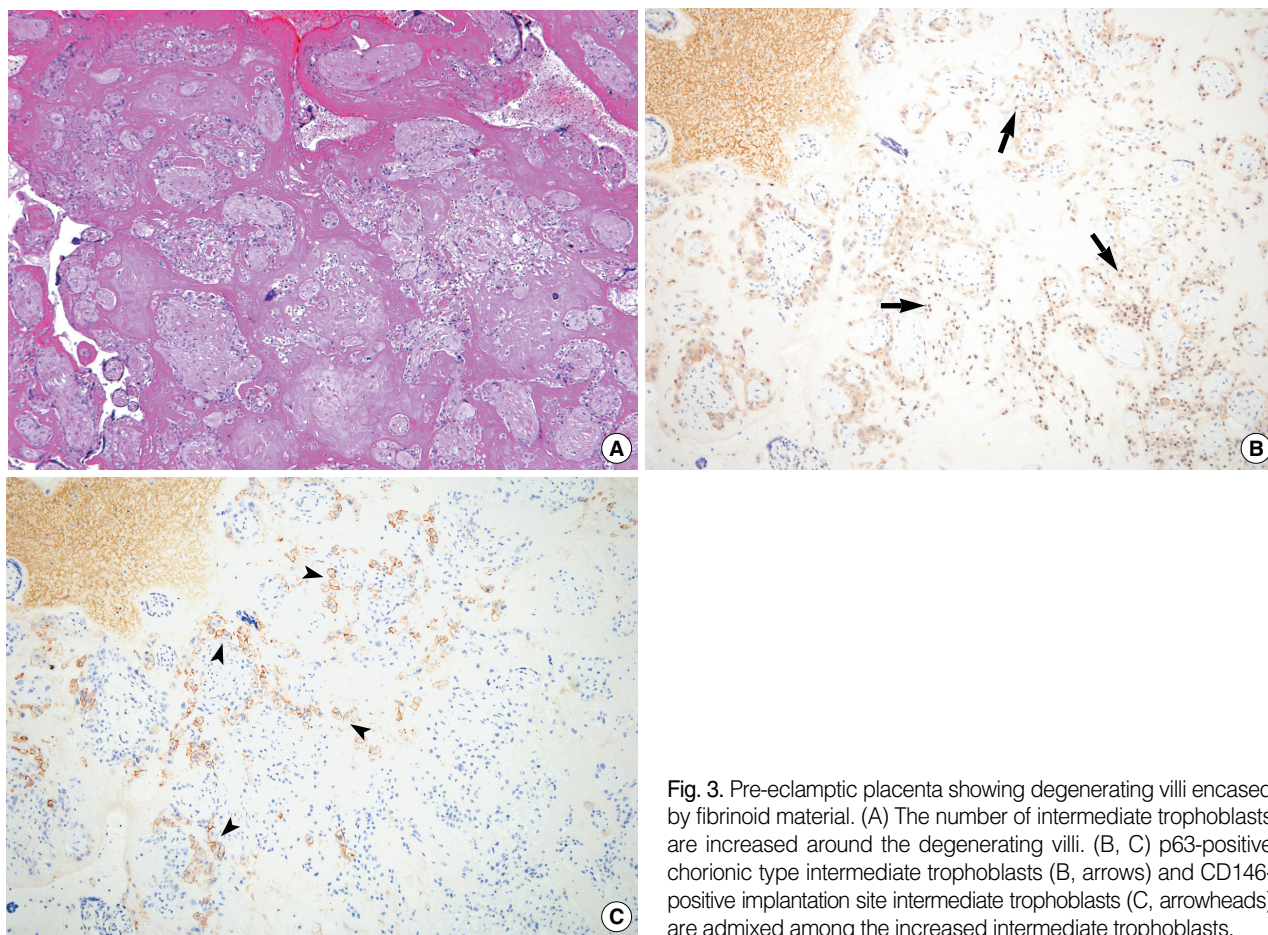 A
B
C
Fig. 3. Pre-eclamptic placenta showing degenerating villi encased
by fibrinoid material. (A) The number of intermediate trophoblasts
are increased around the degenerating villi. (B, C) p63-positive
chorionic type intermediate trophoblasts (B, arrows) and CD146-
positive implantation site intermediate trophoblasts (C, arrowheads)
are admixed among the increased intermediate trophoblasts.